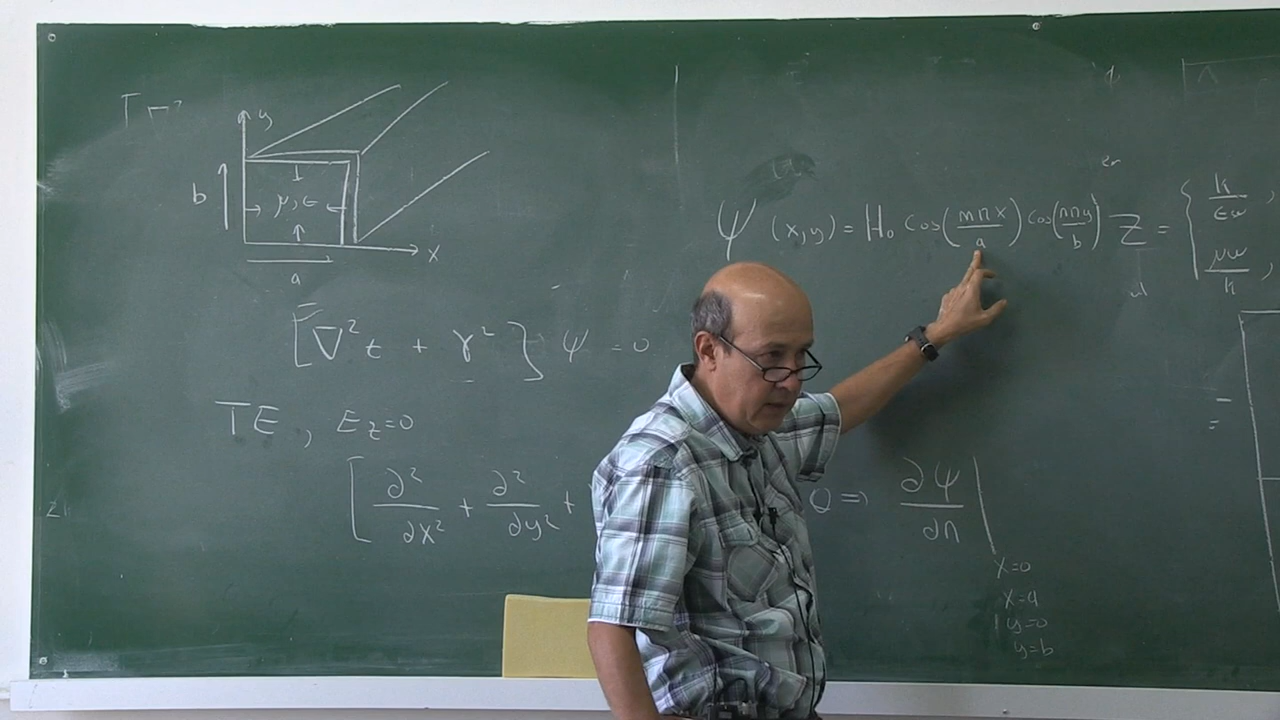 y
b
μ, ε
x
a
[∇²t + γ²} ψ = 0
TE, Ez=0
[∂²/∂x² + ∂²/∂y² +
0 ⇒ ∂ψ/∂n |
x=0
x=a
y=0
y=b
ψ (x,y) = H₀ Cos(mπx/a) Cos(nπy/b)
Z = { k/εω ,
μω/k ,